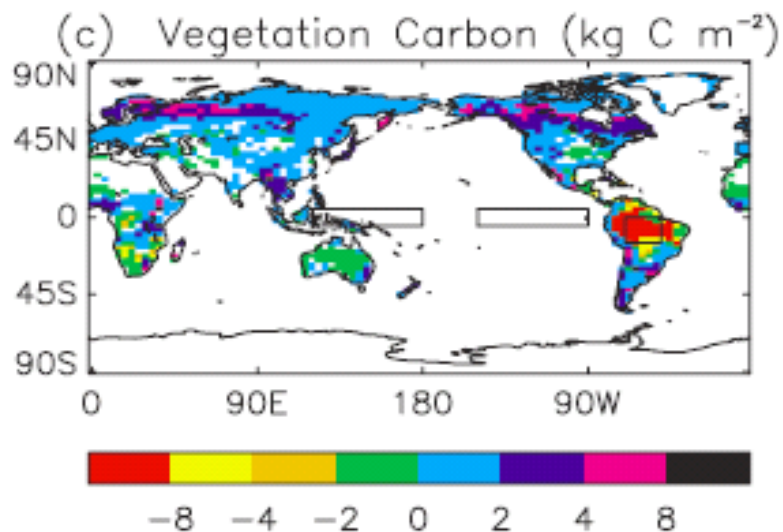 (c) Vegetation Carbon (kg C m⁻²)
90N
45N
0
45S
90S
0 90E 180 90W
−8 −4 −2 0 2 4 8